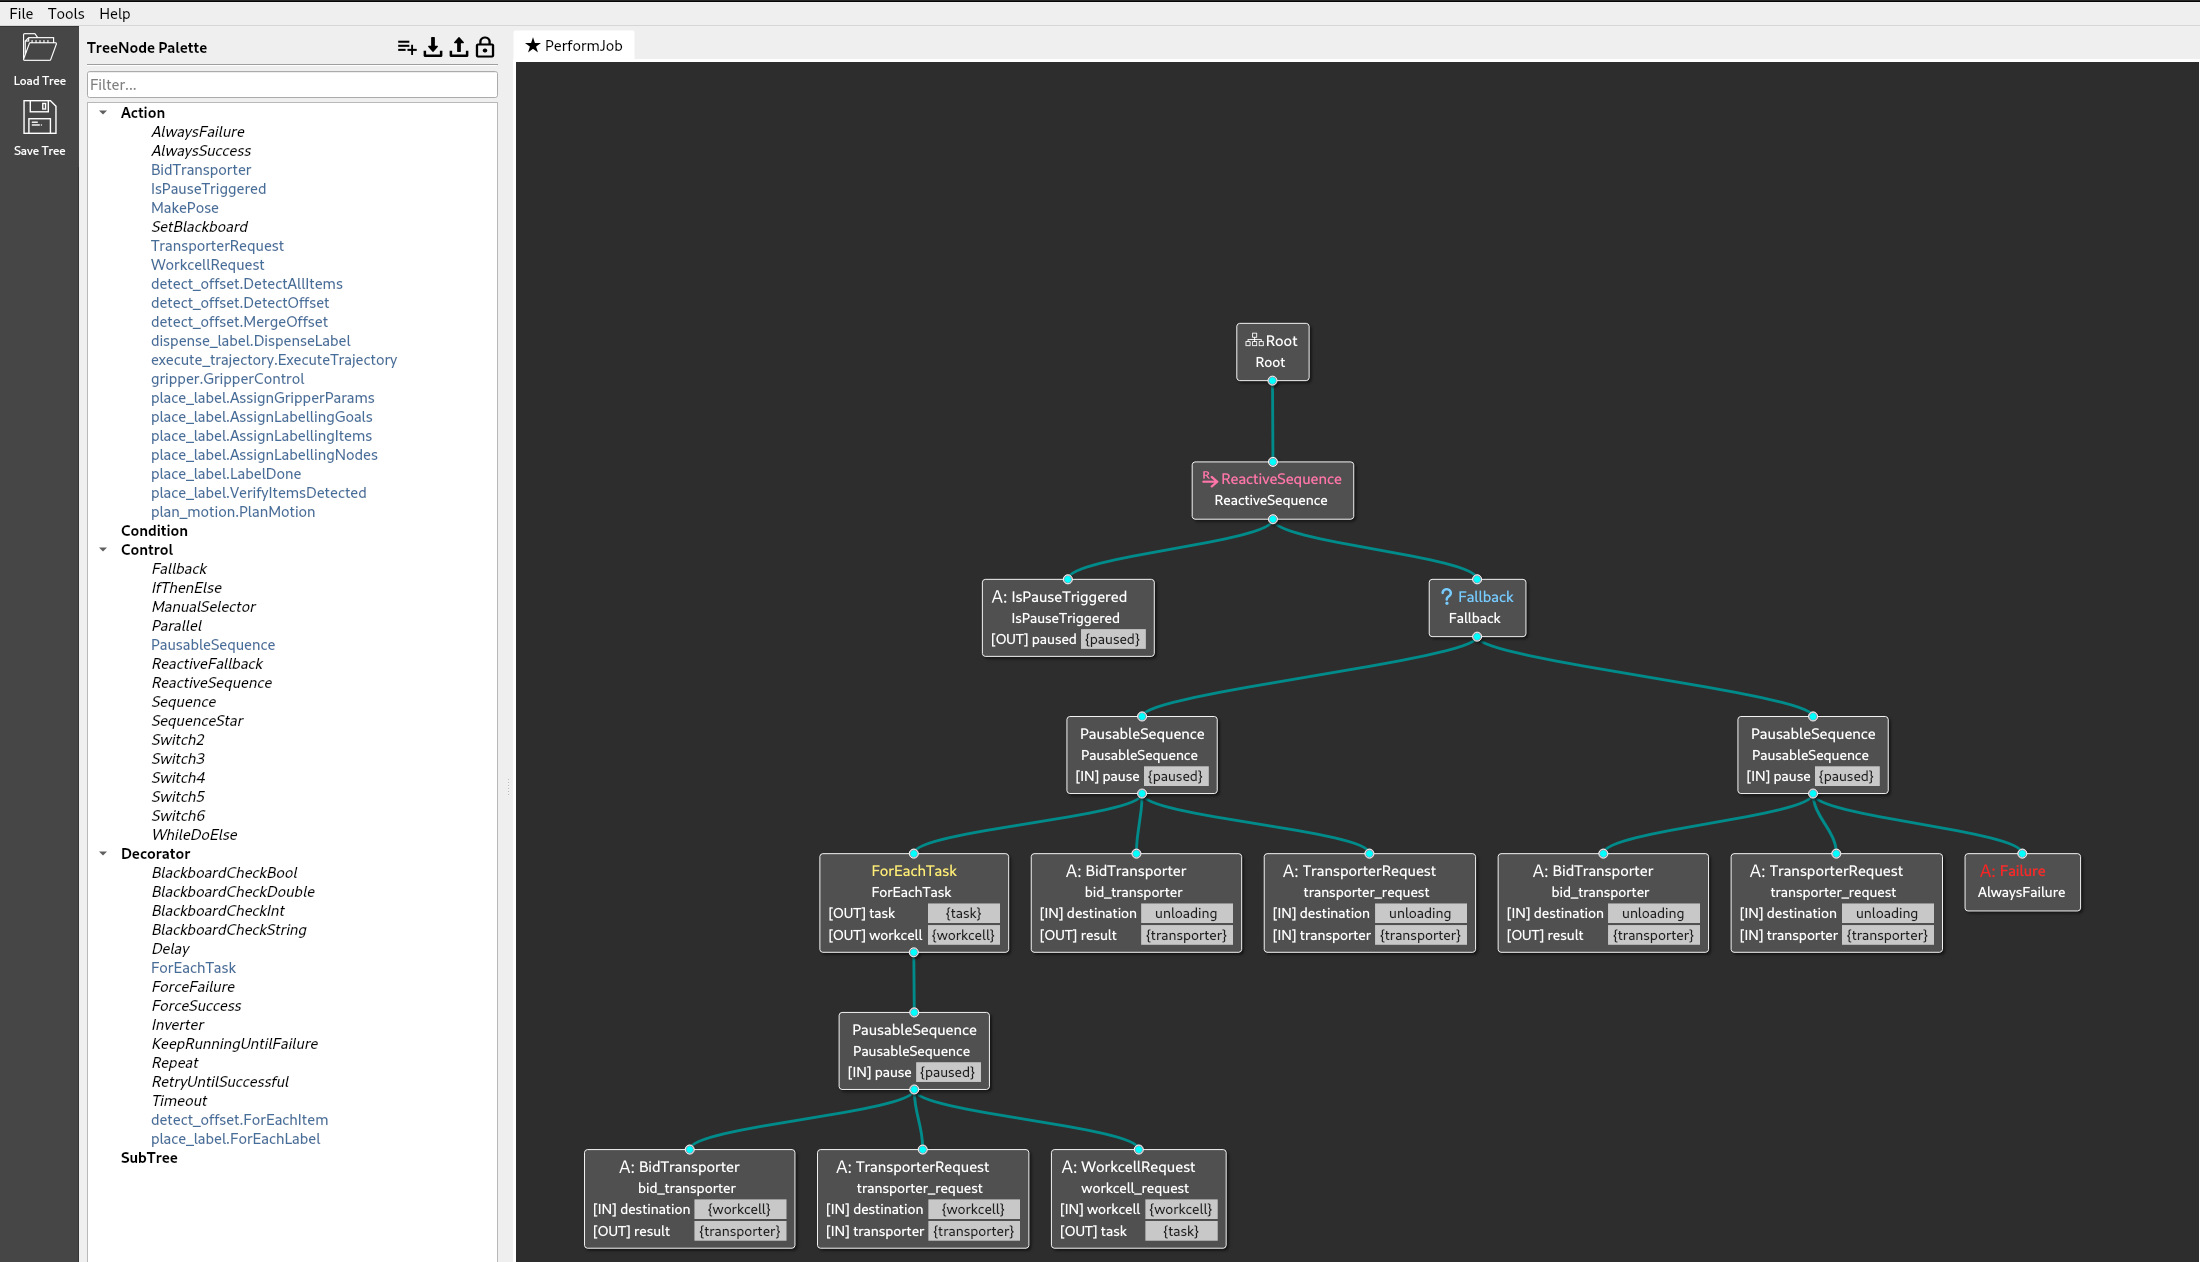 File Tools Help
Load Tree
Save Tree
TreeNode Palette
Filter...
Action
AlwaysFailure
AlwaysSuccess
BidTransporter
IsPauseTriggered
MakePose
SetBlackboard
TransporterRequest
WorkcellRequest
detect_offset.DetectAllItems
detect_offset.DetectOffset
detect_offset.MergeOffset
dispense_label.DispenseLabel
execute_trajectory.ExecuteTrajectory
gripper.GripperControl
place_label.AssignGripperParams
place_label.AssignLabellingGoals
place_label.AssignLabellingItems
place_label.AssignLabellingNodes
place_label.LabelDone
place_label.VerifyItemsDetected
plan_motion.PlanMotion
Condition
Control
Fallback
IfThenElse
ManualSelector
Parallel
PausableSequence
ReactiveFallback
ReactiveSequence
Sequence
SequenceStar
Switch2
Switch3
Switch4
Switch5
Switch6
WhileDoElse
Decorator
BlackboardCheckBool
BlackboardCheckDouble
BlackboardCheckInt
BlackboardCheckString
Delay
ForEachTask
ForceFailure
ForceSuccess
Inverter
KeepRunningUntilFailure
Repeat
RetryUntilSuccessful
Timeout
detect_offset.ForEachItem
place_label.ForEachLabel
SubTree
★ PerformJob
Root
Root
R ReactiveSequence
ReactiveSequence
A: IsPauseTriggered
IsPauseTriggered
[OUT] paused {paused}
? Fallback
Fallback
PausableSequence
PausableSequence
[IN] pause {paused}
PausableSequence
PausableSequence
[IN] pause {paused}
ForEachTask
ForEachTask
[OUT] task {task}
[OUT] workcell {workcell}
A: BidTransporter
bid_transporter
[IN] destination unloading
[OUT] result {transporter}
A: TransporterRequest
transporter_request
[IN] destination unloading
[IN] transporter {transporter}
A: BidTransporter
bid_transporter
[IN] destination unloading
[OUT] result {transporter}
A: TransporterRequest
transporter_request
[IN] destination unloading
[IN] transporter {transporter}
A: Failure
AlwaysFailure
PausableSequence
PausableSequence
[IN] pause {paused}
A: BidTransporter
bid_transporter
[IN] destination {workcell}
[OUT] result {transporter}
A: TransporterRequest
transporter_request
[IN] destination {workcell}
[IN] transporter {transporter}
A: WorkcellRequest
workcell_request
[IN] workcell {workcell}
[OUT] task {task}